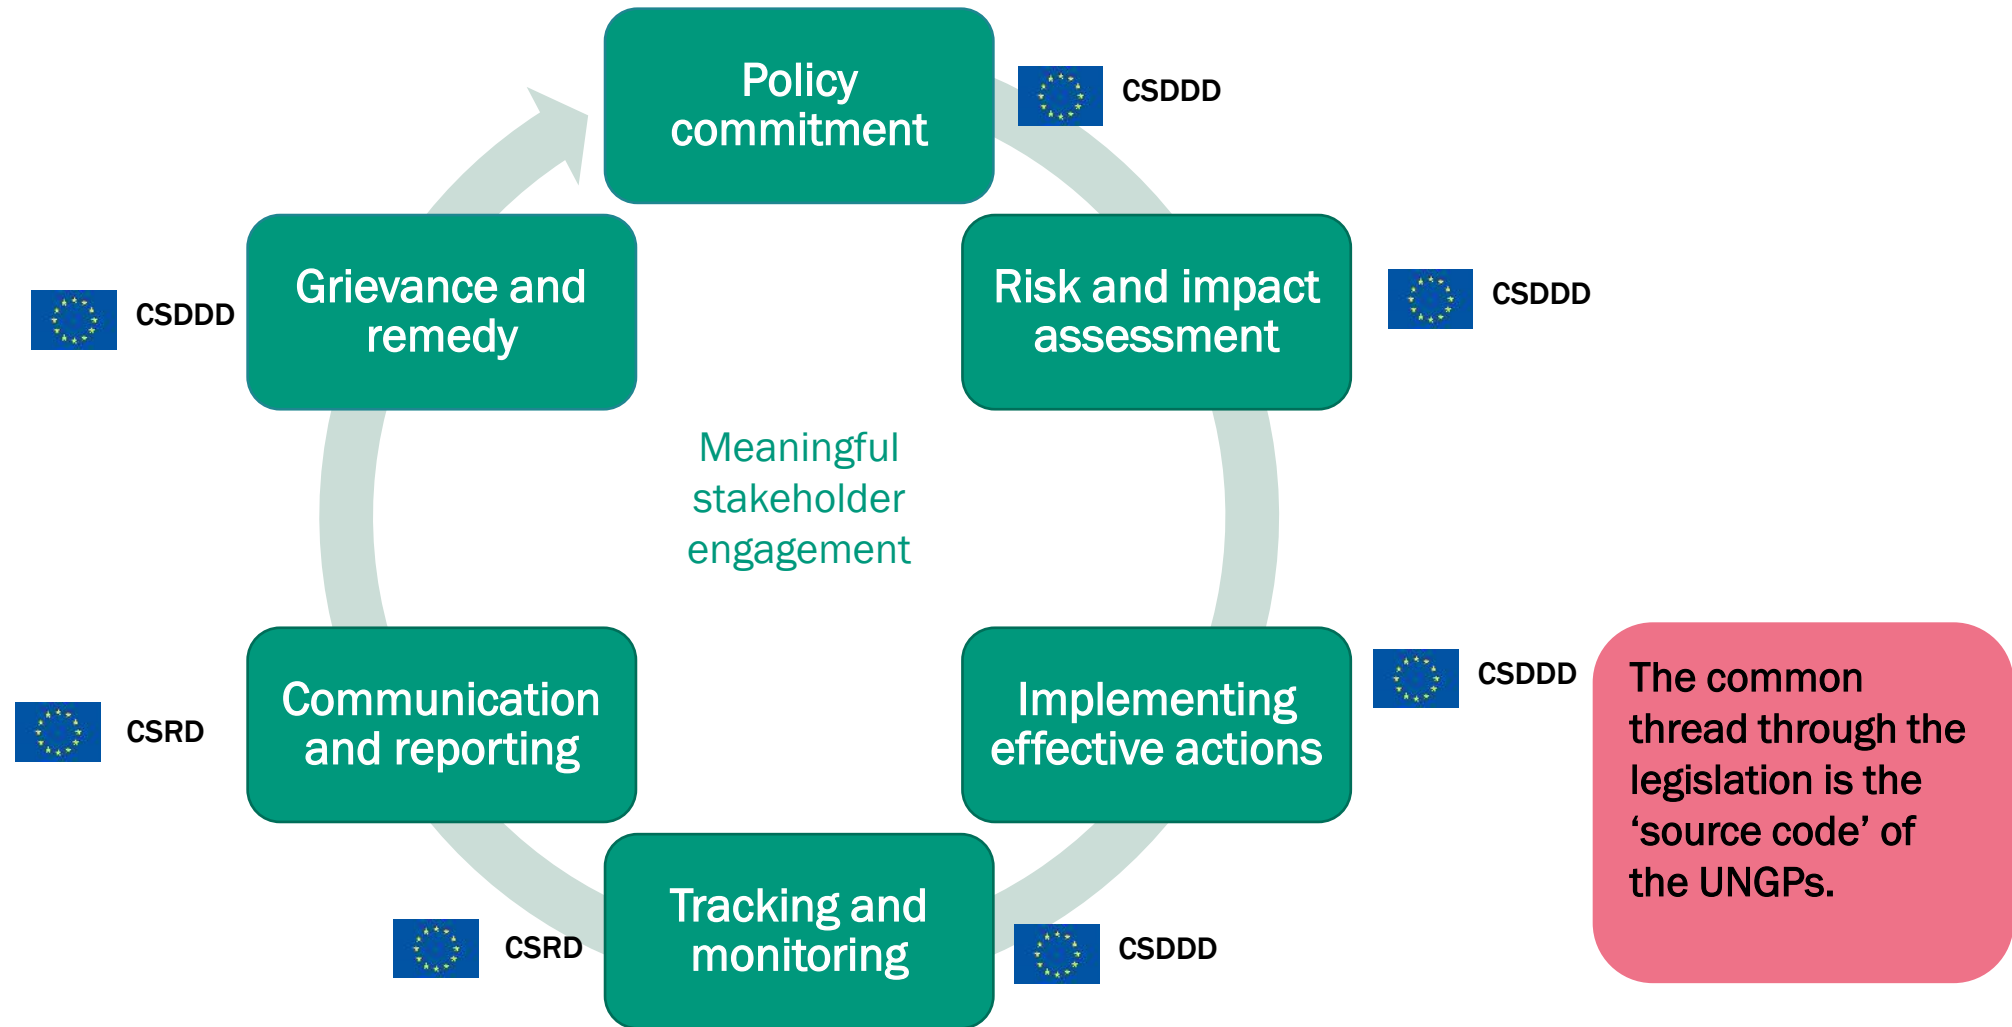 Policy
commitment
CSDDD
Risk and impact
assessment
CSDDD
Implementing
effective actions
CSDDD
Tracking and
monitoring
CSDDD
CSRD
Communication
and reporting
CSRD
Grievance and
remedy
CSDDD
Meaningful
stakeholder
engagement
The common
thread through the
legislation is the
‘source code’ of
the UNGPs.